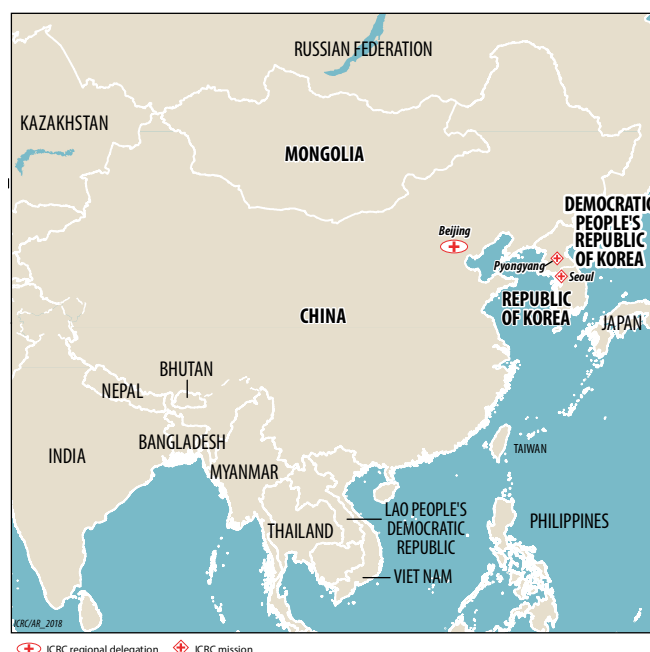 RUSSIAN FEDERATION
KAZAKHSTAN
MONGOLIA
DEMOCRATIC
PEOPLE'S
REPUBLIC
OF KOREA
Beijing
Pyongyang
Seoul
REPUBLIC
OF KOREA
CHINA
JAPAN
BHUTAN
NEPAL
BANGLADESH
INDIA
MYANMAR
TAIWAN
LAO PEOPLE'S
DEMOCRATIC
REPUBLIC
THAILAND
PHILIPPINES
VIET NAM
ICRC/AR_2018
ICRC regional delegation
ICRC mission